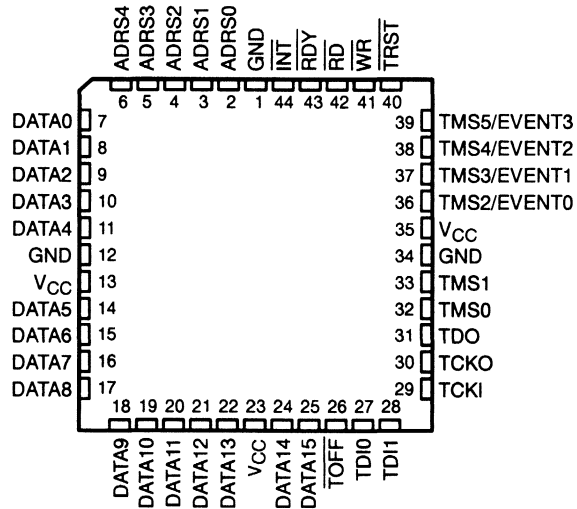 ADRS4 ADRS3 ADRS2 ADRS1 ADRS0 GND INT RDY RD WR TRST
6 5 4 3 2 1 44 43 42 41 40
DATA0 7 39 TMS5/EVENT3
DATA1 8 38 TMS4/EVENT2
DATA2 9 37 TMS3/EVENT1
DATA3 10 36 TMS2/EVENT0
DATA4 11 35 VCC
GND 12 34 GND
VCC 13 33 TMS1
DATA5 14 32 TMS0
DATA6 15 31 TDO
DATA7 16 30 TCKO
DATA8 17 29 TCKI
18 19 20 21 22 23 24 25 26 27 28
DATA9 DATA10 DATA11 DATA12 DATA13 VCC DATA14 DATA15 TOFF TDI0 TDI1